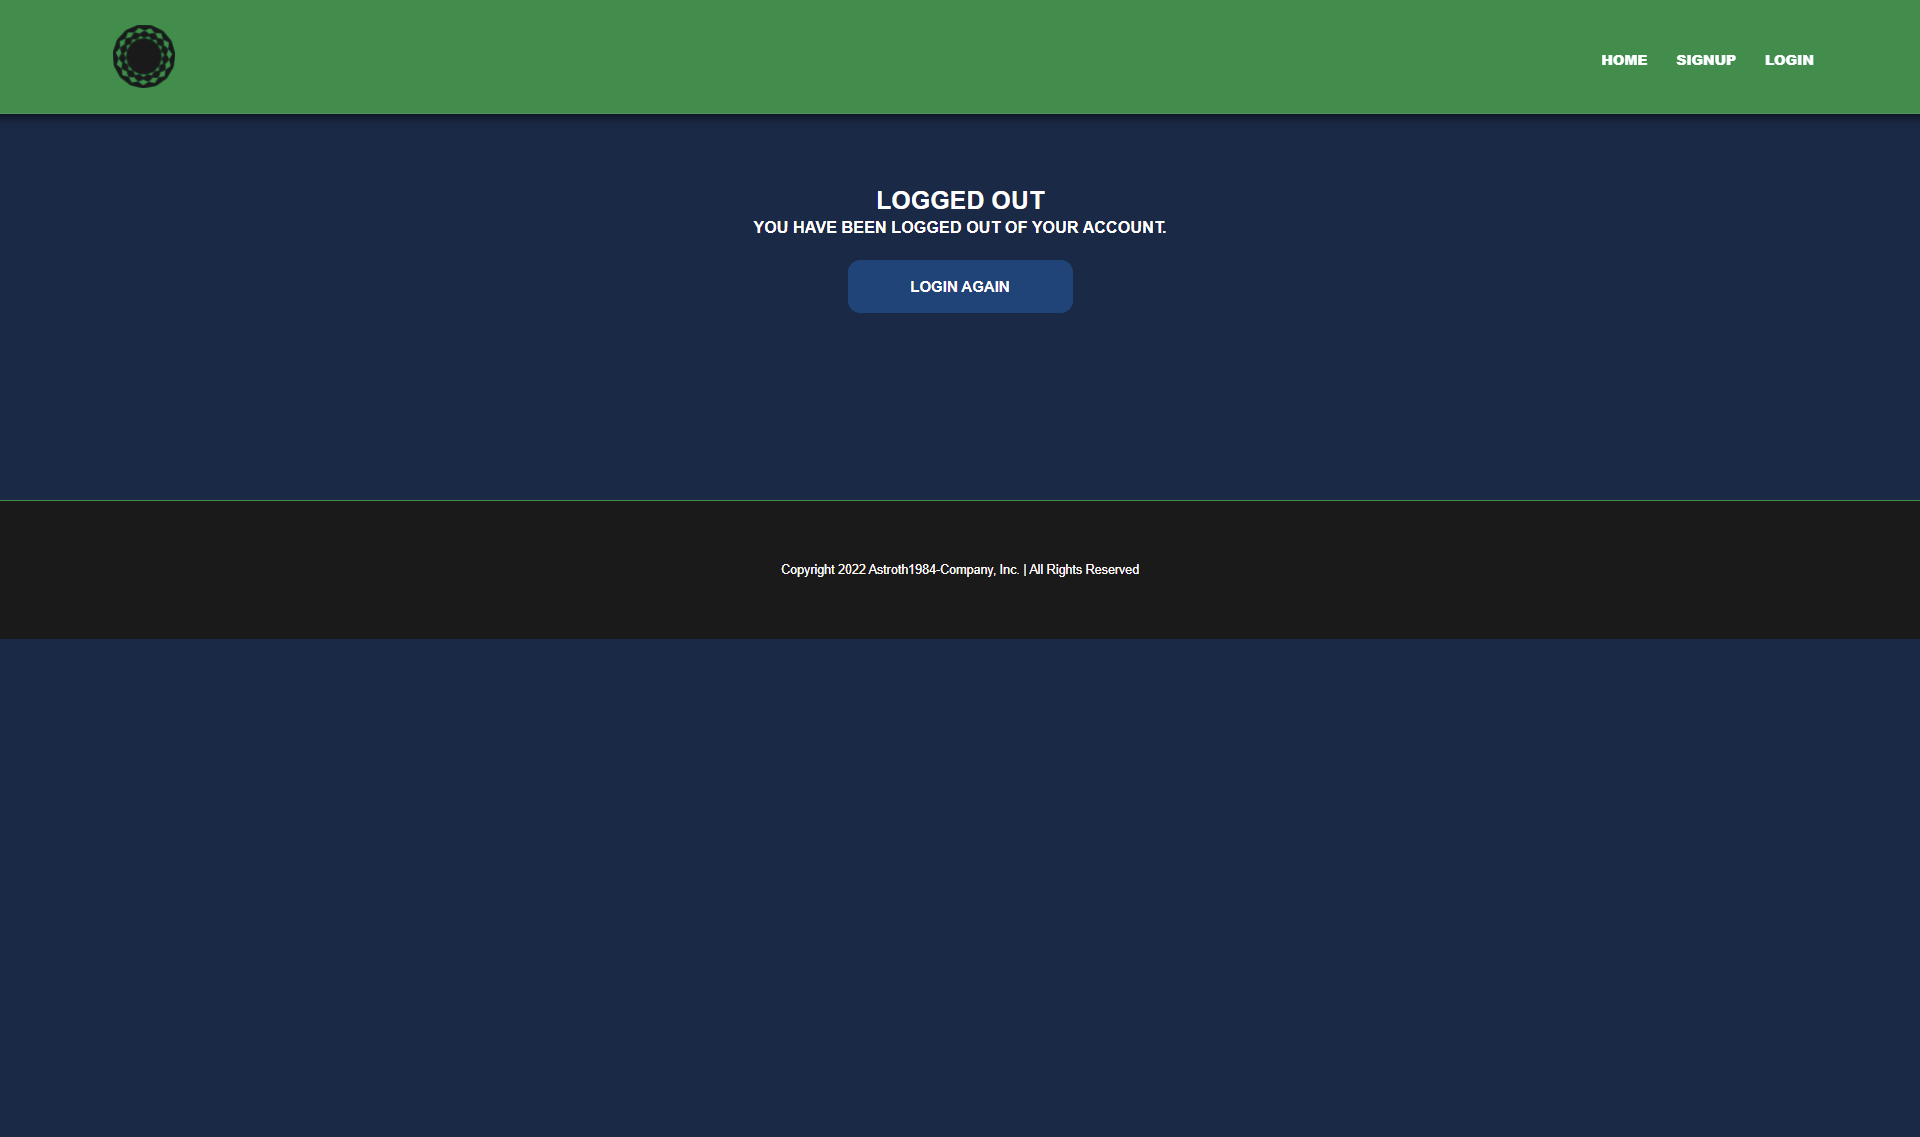 HOME SIGNUP LOGIN
LOGGED OUT
YOU HAVE BEEN LOGGED OUT OF YOUR ACCOUNT.
LOGIN AGAIN
Copyright 2022 Astroth1984-Company, Inc. | All Rights Reserved